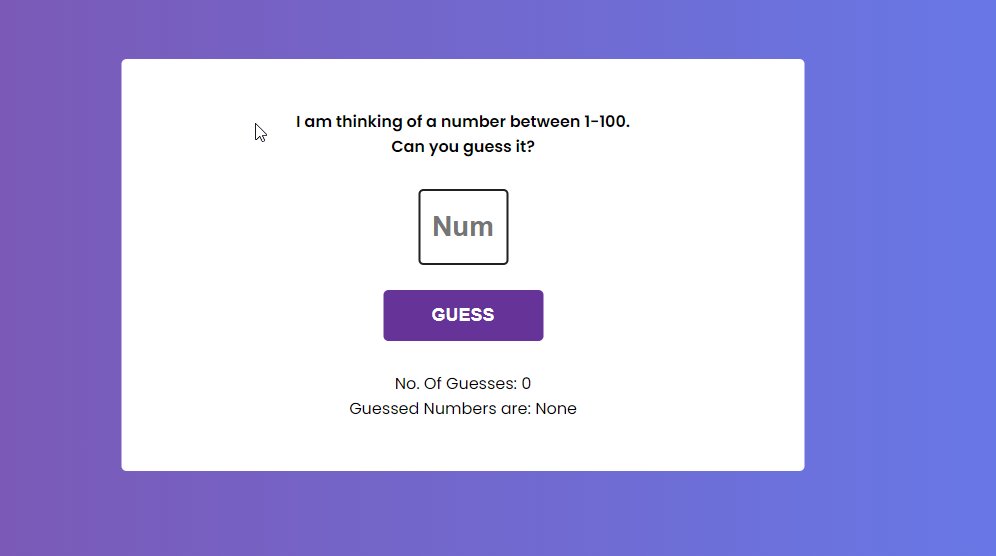 I am thinking of a number between 1-100.
Can you guess it?
Num
GUESS
No. Of Guesses: 0
Guessed Numbers are: None